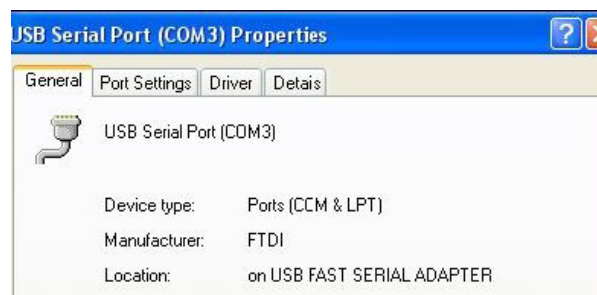 USB Serial Port (COM3) Properties
General Port Settings Driver Detais
USB Serial Port (COM3)
Device type: Ports (CCM & LPT)
Manufacturer: FTDI
Location: on USB FAST SERIAL ADAPTER